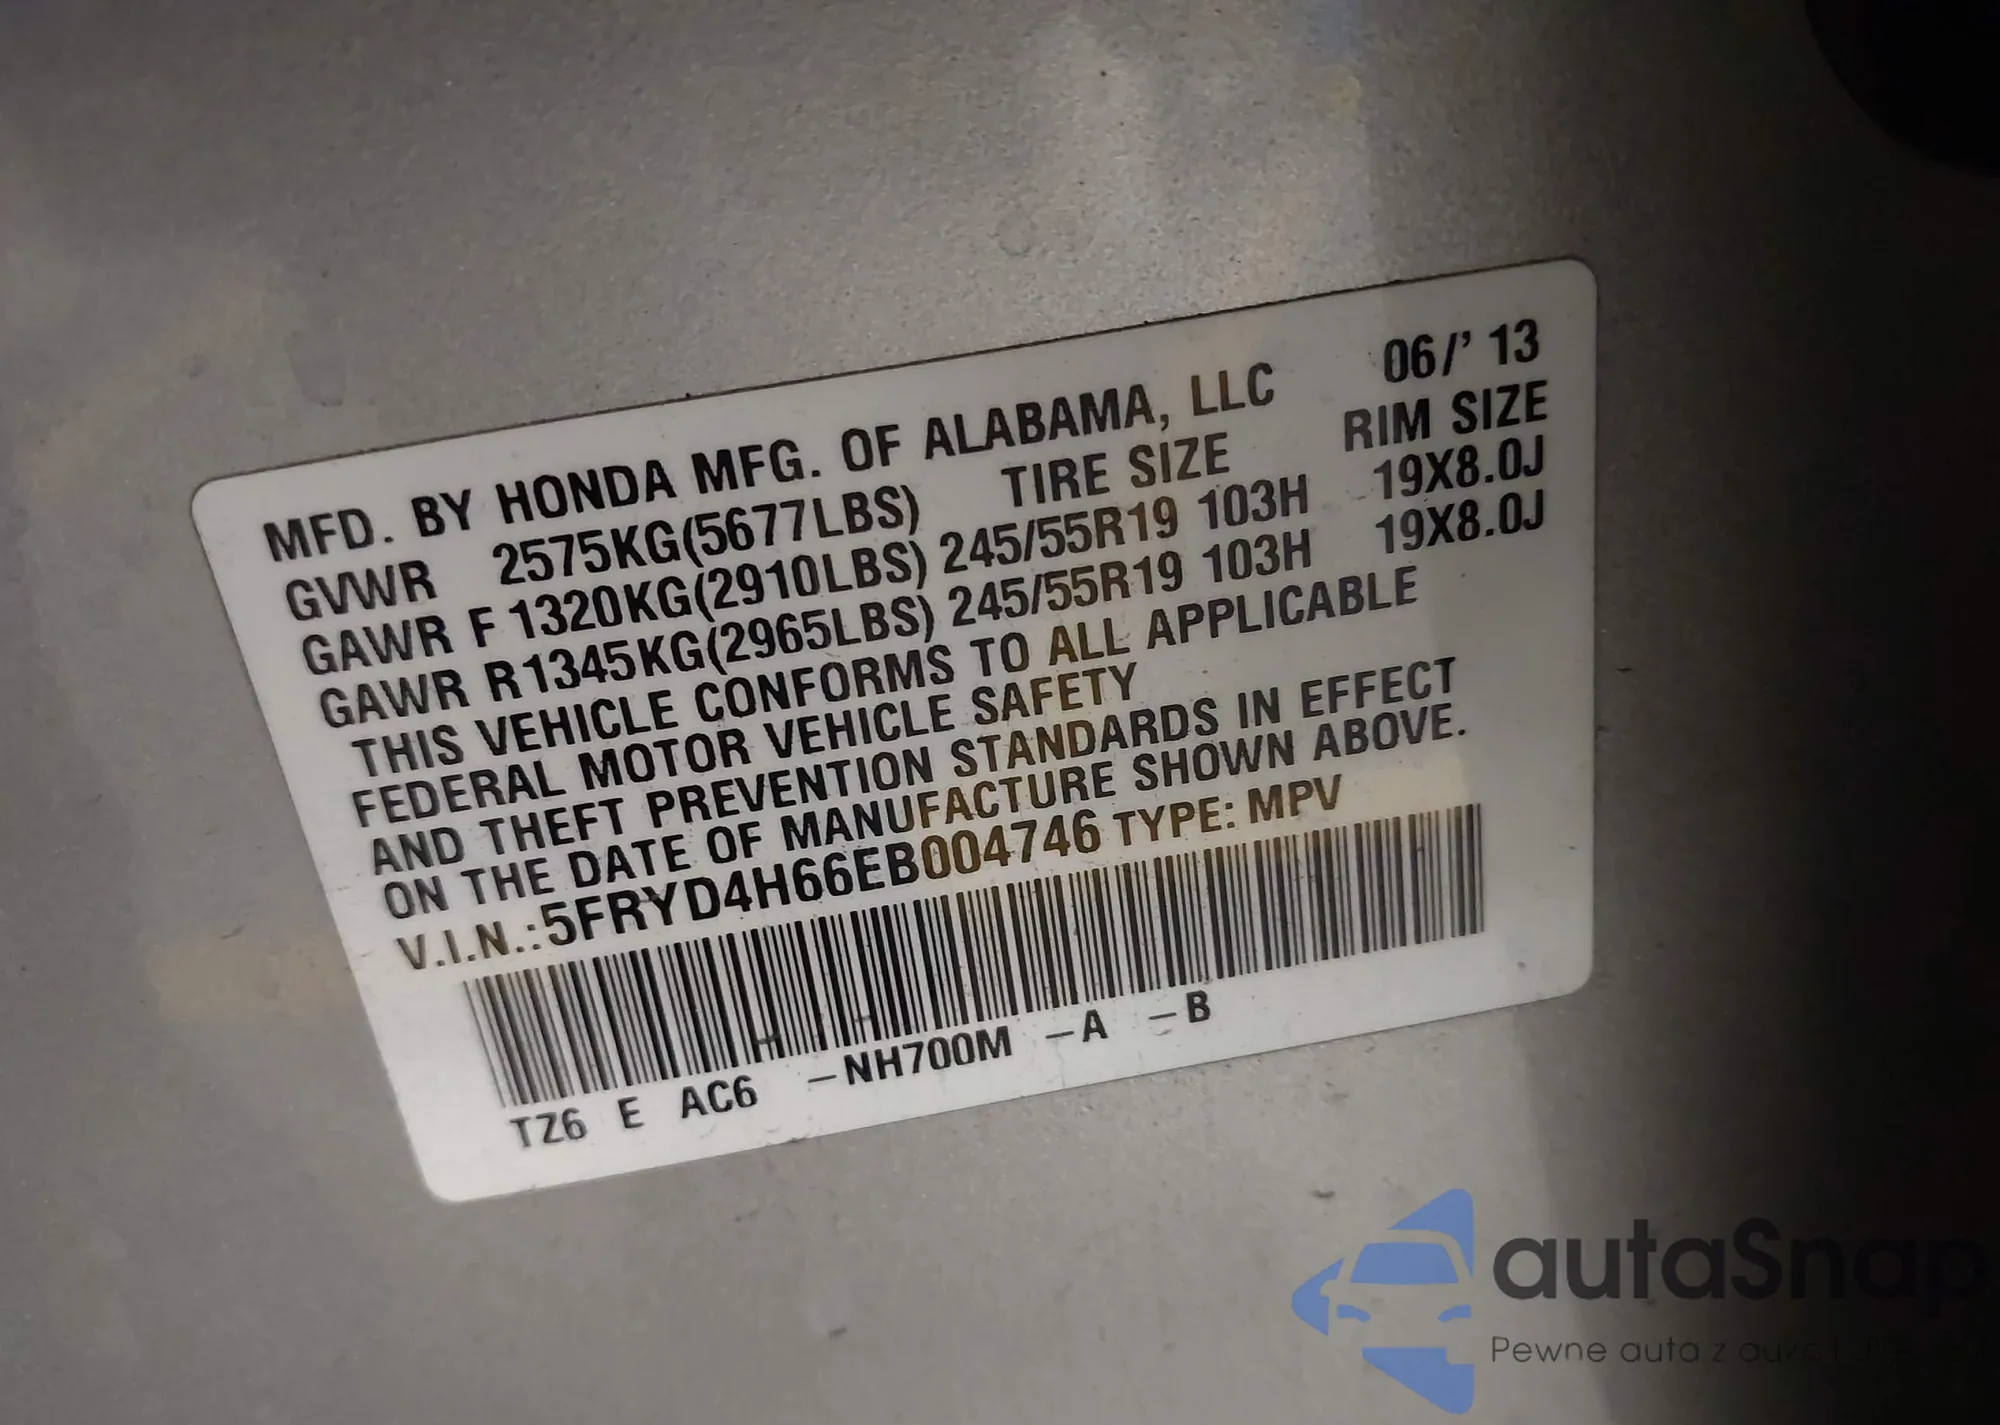 MFD. BY HONDA MFG. OF ALABAMA, LLC 06/'13
GVWR 2575KG(5677LBS) TIRE SIZE RIM SIZE
GAWR F 1320KG(2910LBS) 245/55R19 103H 19X8.0J
GAWR R1345KG(2965LBS) 245/55R19 103H 19X8.0J
THIS VEHICLE CONFORMS TO ALL APPLICABLE
FEDERAL MOTOR VEHICLE SAFETY
AND THEFT PREVENTION STANDARDS IN EFFECT
ON THE DATE OF MANUFACTURE SHOWN ABOVE.
V.I.N.:5FRYD4H66EB004746 TYPE: MPV
TZ6 E AC6 –NH700M –A –B
autaSnap
Pewne auta z